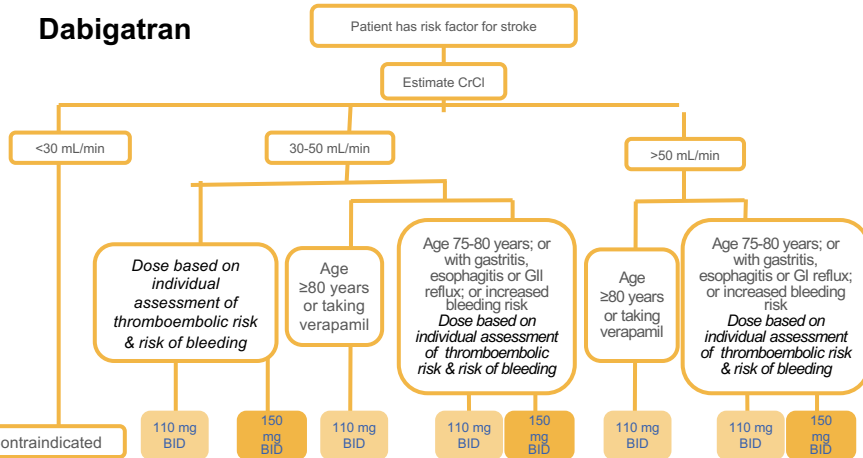 Dabigatran
Patient has risk factor for stroke
Estimate CrCl
<30 mL/min
30-50 mL/min
>50 mL/min
Dose based on
individual
assessment of
thromboembolic risk
& risk of bleeding
Age
≥80 years
or taking
verapamil
Age 75-80 years; or
with gastritis,
esophagitis or GII
reflux; or increased
bleeding risk
Dose based on
individual assessment
of thromboembolic
risk & risk of bleeding
Age
≥80 years
or taking
verapamil
Age 75-80 years; or
with gastritis,
esophagitis or GI reflux;
or increased bleeding
risk
Dose based on
individual assessment
of thromboembolic
risk & risk of bleeding
ontraindicated
110 mg
BID
150
mg
BID
110 mg
BID
110 mg
BID
150
mg
BID
110 mg
BID
110 mg
BID
150
mg
BID